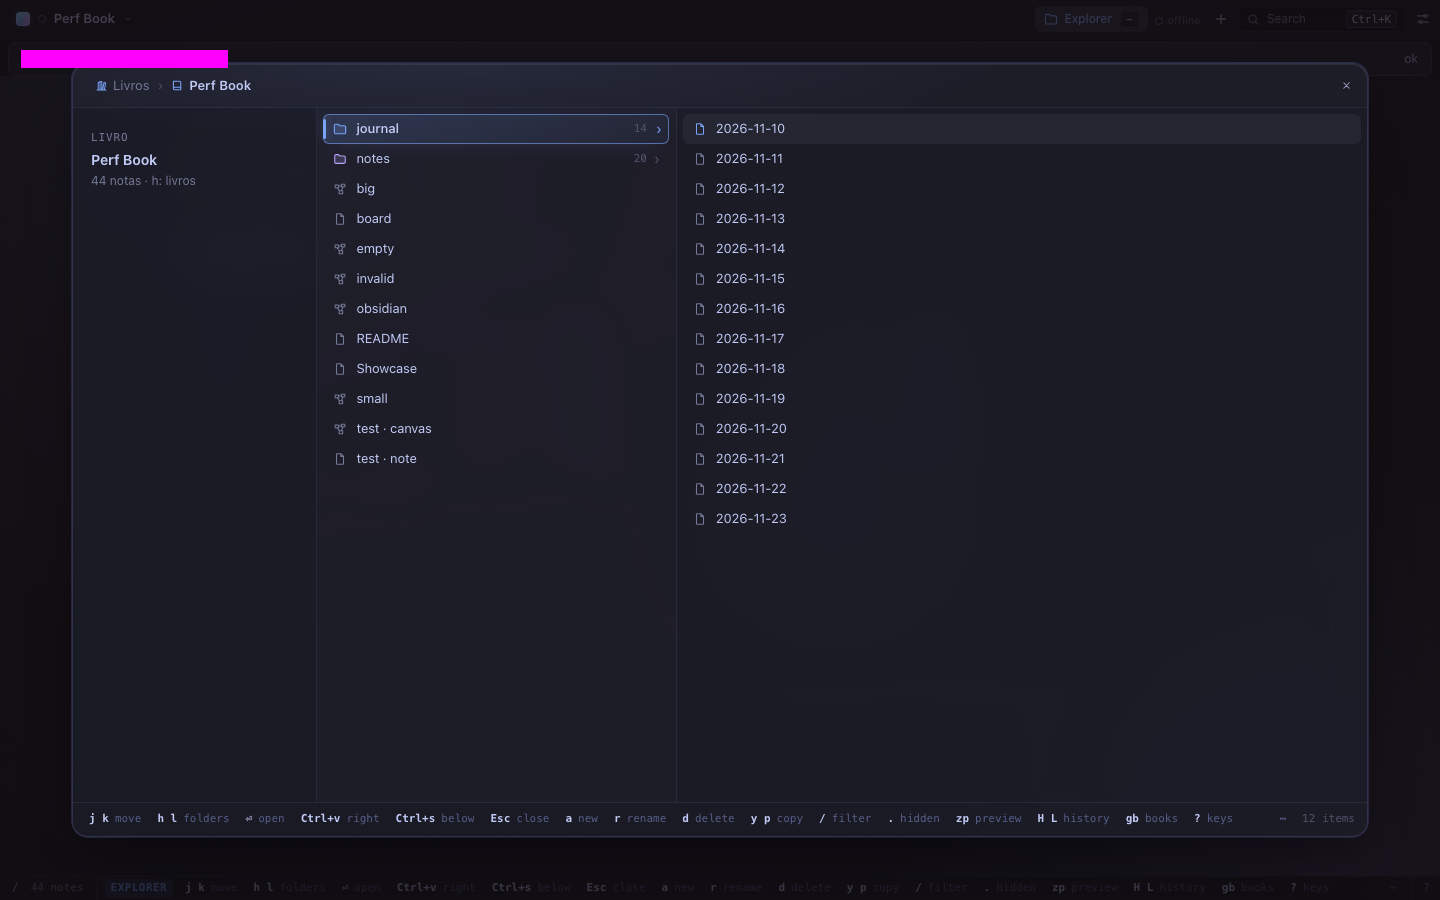 Perf Book
Explorer -
offline
+
Search Ctrl+K
ok
Livros › Perf Book ×
LIVRO
Perf Book
44 notas · h: livros
journal 14 ›
notes 20 ›
big
board
empty
invalid
obsidian
README
Showcase
small
test · canvas
test · note
2026-11-10
2026-11-11
2026-11-12
2026-11-13
2026-11-14
2026-11-15
2026-11-16
2026-11-17
2026-11-18
2026-11-19
2026-11-20
2026-11-21
2026-11-22
2026-11-23
j k move h l folders ⏎ open Ctrl+v right Ctrl+s below Esc close a new r rename d delete y p copy / filter . hidden zp preview H L history gb books ? keys ⋯ 12 items
/ 44 notes EXPLORER j k move h l folders ⏎ open Ctrl+v right Ctrl+s below Esc close a new r rename d delete y p copy / filter . hidden zp preview H L history gb books ? keys ~ ?